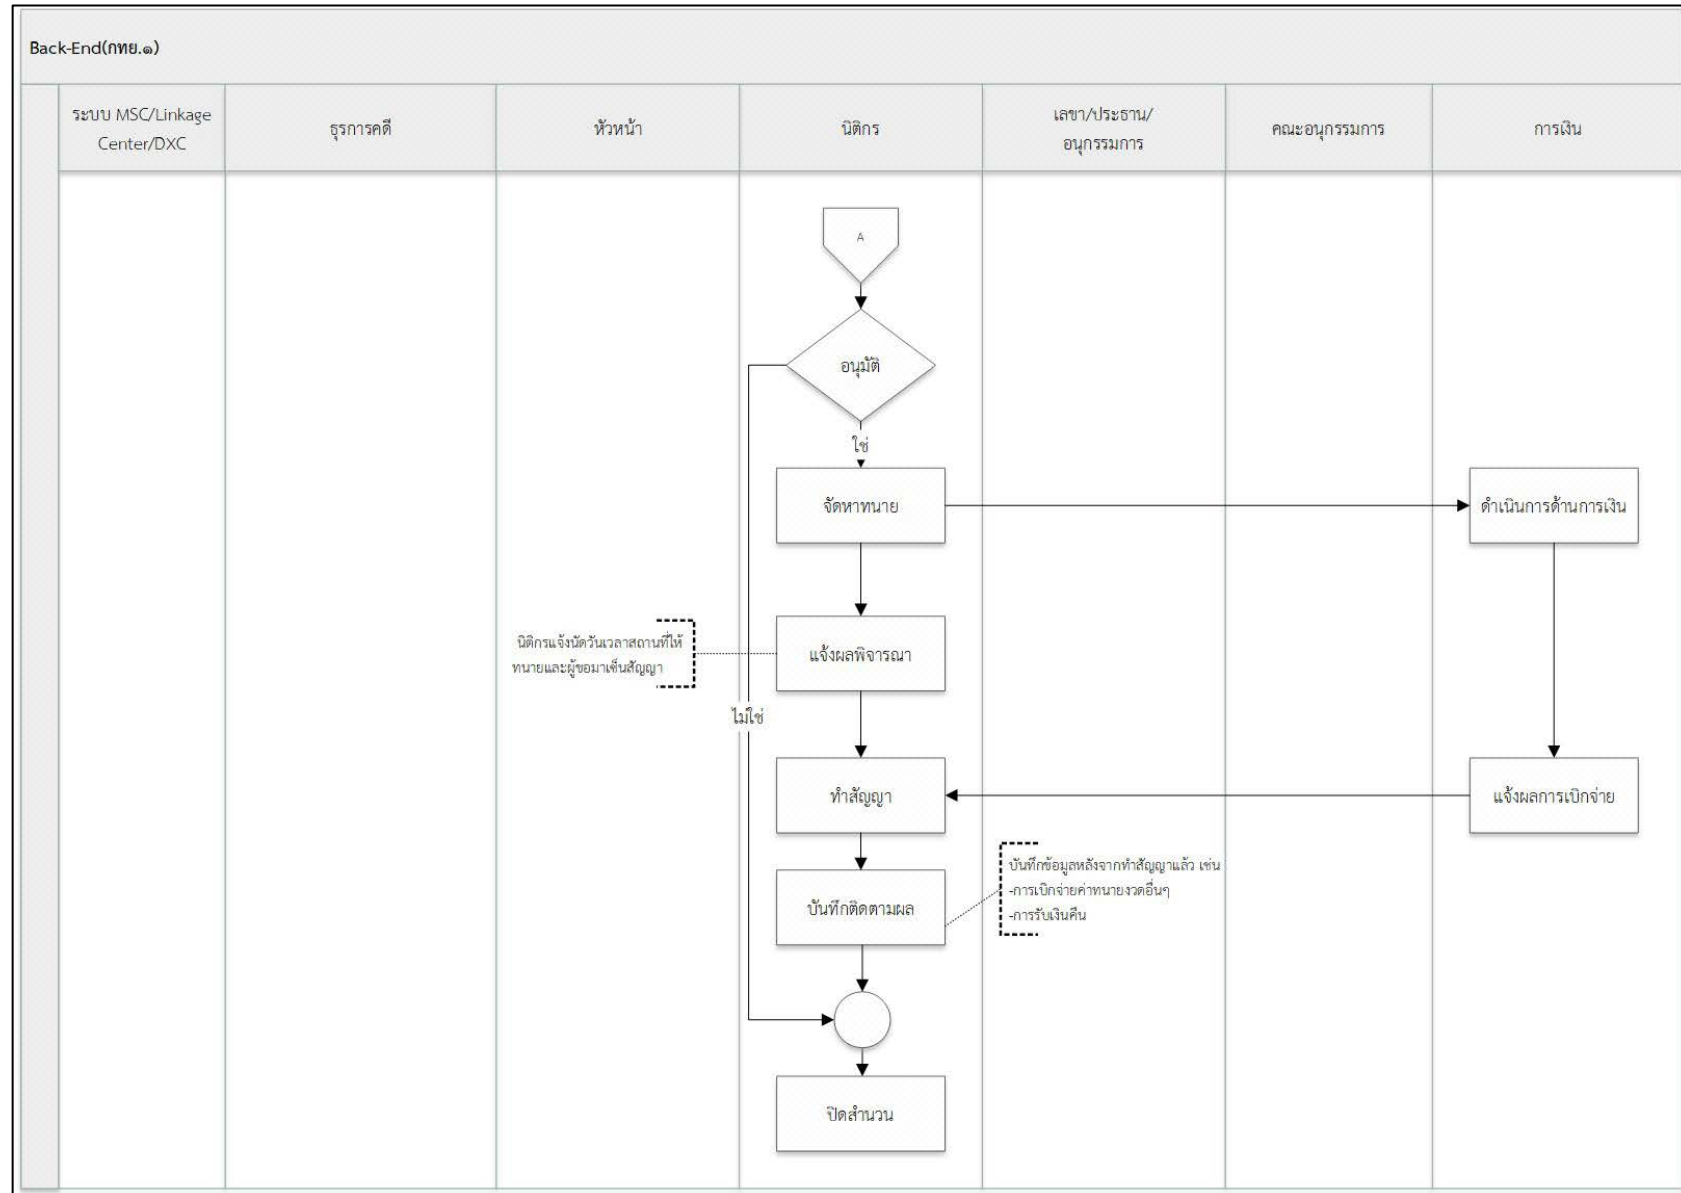 Back-End(กทย.๑)
ระบบ MSC/Linkage
Center/DXC
ธุรการคดี
หัวหน้า
นิติกร
เลขา/ประธาน/
อนุกรรมการ
คณะอนุกรรมการ
การเงิน
A
อนุมัติ
ใช่
จัดหาทนาย
ดำเนินการด้านการเงิน
นิติกรแจ้งนัดวันเวลาสถานที่ให้
ทนายและผู้ขอมาเซ็นสัญญา
แจ้งผลพิจารณา
ไม่ใช่
ทำสัญญา
แจ้งผลการเบิกจ่าย
บันทึกข้อมูลหลังจากทำสัญญาแล้ว เช่น
-การเบิกจ่ายค่าทนายงวดอื่นๆ
-การรับเงินคืน
บันทึกติดตามผล
ปิดสำนวน